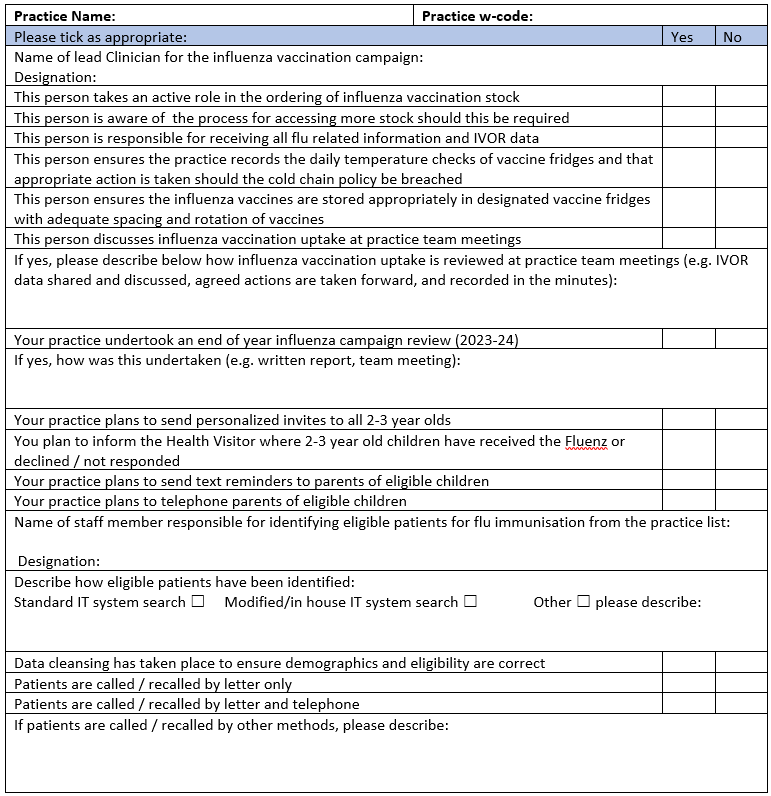 Practice Name: Practice w-code:
Please tick as appropriate: Yes No
Name of lead Clinician for the influenza vaccination campaign:
Designation:
This person takes an active role in the ordering of influenza vaccination stock
This person is aware of the process for accessing more stock should this be required
This person is responsible for receiving all flu related information and IVOR data
This person ensures the practice records the daily temperature checks of vaccine fridges and that
appropriate action is taken should the cold chain policy be breached
This person ensures the influenza vaccines are stored appropriately in designated vaccine fridges
with adequate spacing and rotation of vaccines
This person discusses influenza vaccination uptake at practice team meetings
If yes, please describe below how influenza vaccination uptake is reviewed at practice team meetings (e.g. IVOR
data shared and discussed, agreed actions are taken forward, and recorded in the minutes):
Your practice undertook an end of year influenza campaign review (2023-24)
If yes, how was this undertaken (e.g. written report, team meeting):
Your practice plans to send personalized invites to all 2-3 year olds
You plan to inform the Health Visitor where 2-3 year old children have received the Fluenz or
declined / not responded
Your practice plans to send text reminders to parents of eligible children
Your practice plans to telephone parents of eligible children
Name of staff member responsible for identifying eligible patients for flu immunisation from the practice list:
Designation:
Describe how eligible patients have been identified:
Standard IT system search ☐ Modified/in house IT system search ☐ Other ☐ please describe:
Data cleansing has taken place to ensure demographics and eligibility are correct
Patients are called / recalled by letter only
Patients are called / recalled by letter and telephone
If patients are called / recalled by other methods, please describe: